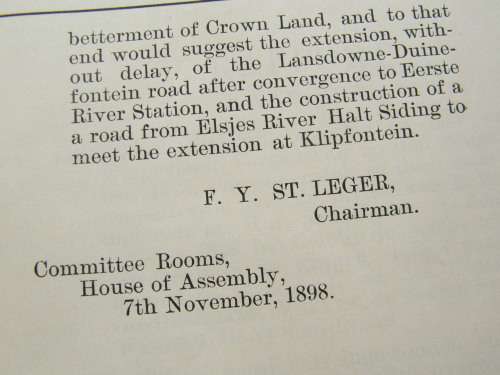 betterment of Crown Land, and to that
end would suggest the extension, with-
out delay, of the Lansdowne-Duine-
fontein road after convergence to Eerste
River Station, and the construction of a
a road from Elsjes River Halt Siding to
meet the extension at Klipfontein.
F. Y. ST. LEGER,
Chairman.
Committee Rooms,
House of Assembly,
7th November, 1898.